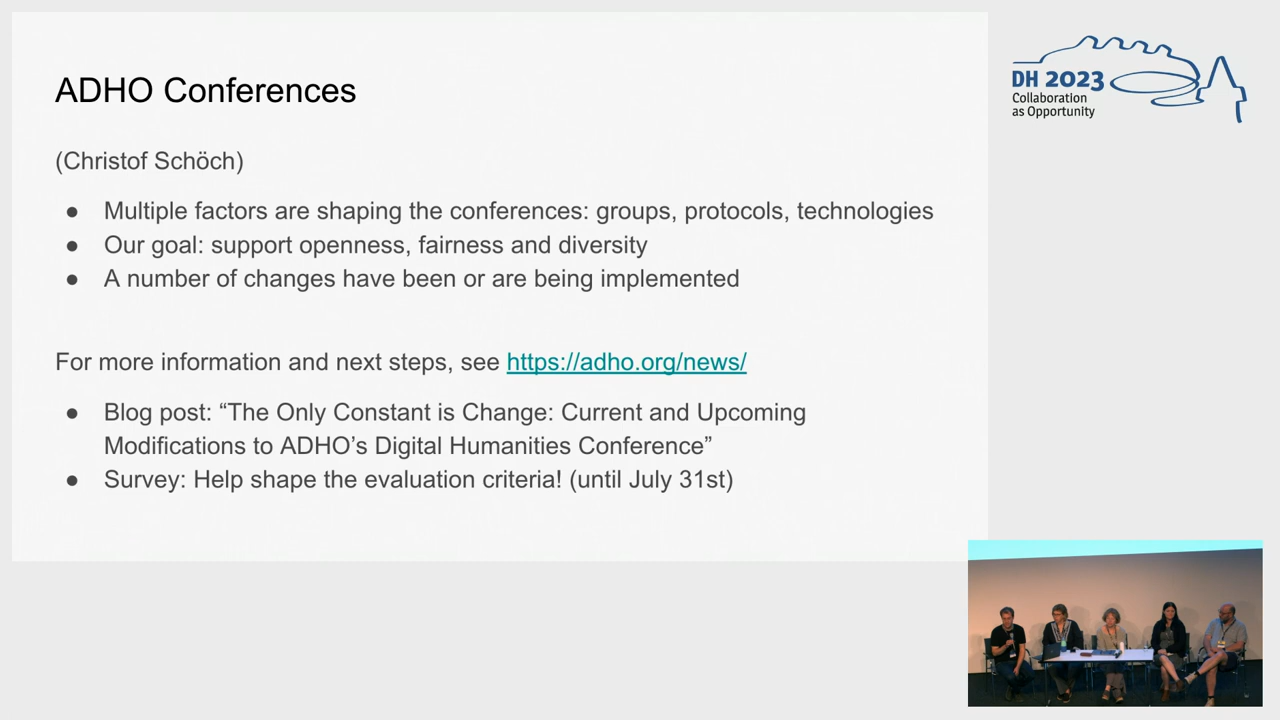 ADHO Conferences
(Christof Schöch)
● Multiple factors are shaping the conferences: groups, protocols, technologies
● Our goal: support openness, fairness and diversity
● A number of changes have been or are being implemented
For more information and next steps, see https://adho.org/news/
● Blog post: “The Only Constant is Change: Current and Upcoming
Modifications to ADHO’s Digital Humanities Conference”
● Survey: Help shape the evaluation criteria! (until July 31st)
DH 2023
Collaboration
as Opportunity